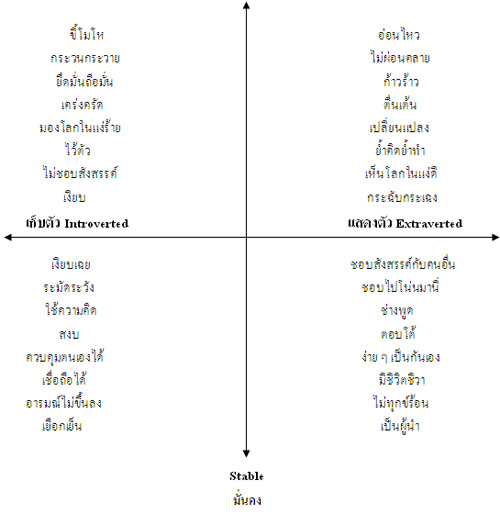 ขี้โมโห
กระวนกระวาย
ยึดมั่นถือมั่น
เคร่งครัด
มองโลกในแง่ร้าย
ไว้ตัว
ไม่ชอบสังสรรค์
เงียบ
เก็บตัว Introverted
อ่อนไหว
ไม่ผ่อนคลาย
ก้าวร้าว
ตื่นเต้น
เปลี่ยนแปลง
ย้ำคิดย้ำทำ
เห็นโลกในแง่ดี
กระฉับกระเฉง
แสดงตัว Extraverted
เงียบเฉย
ระมัดระวัง
ใช้ความคิด
สงบ
ควบคุมตนเองได้
เชื่อถือได้
อารมณ์ไม่ขึ้นลง
เยือกเย็น
ชอบสังสรรค์กับคนอื่น
ชอบไปโน่นมานี่
ช่างพูด
ตอบโต้
ง่าย ๆ เป็นกันเอง
มีชีวิตชีวา
ไม่ทุกข์ร้อน
เป็นผู้นำ
Stable
มั่นคง